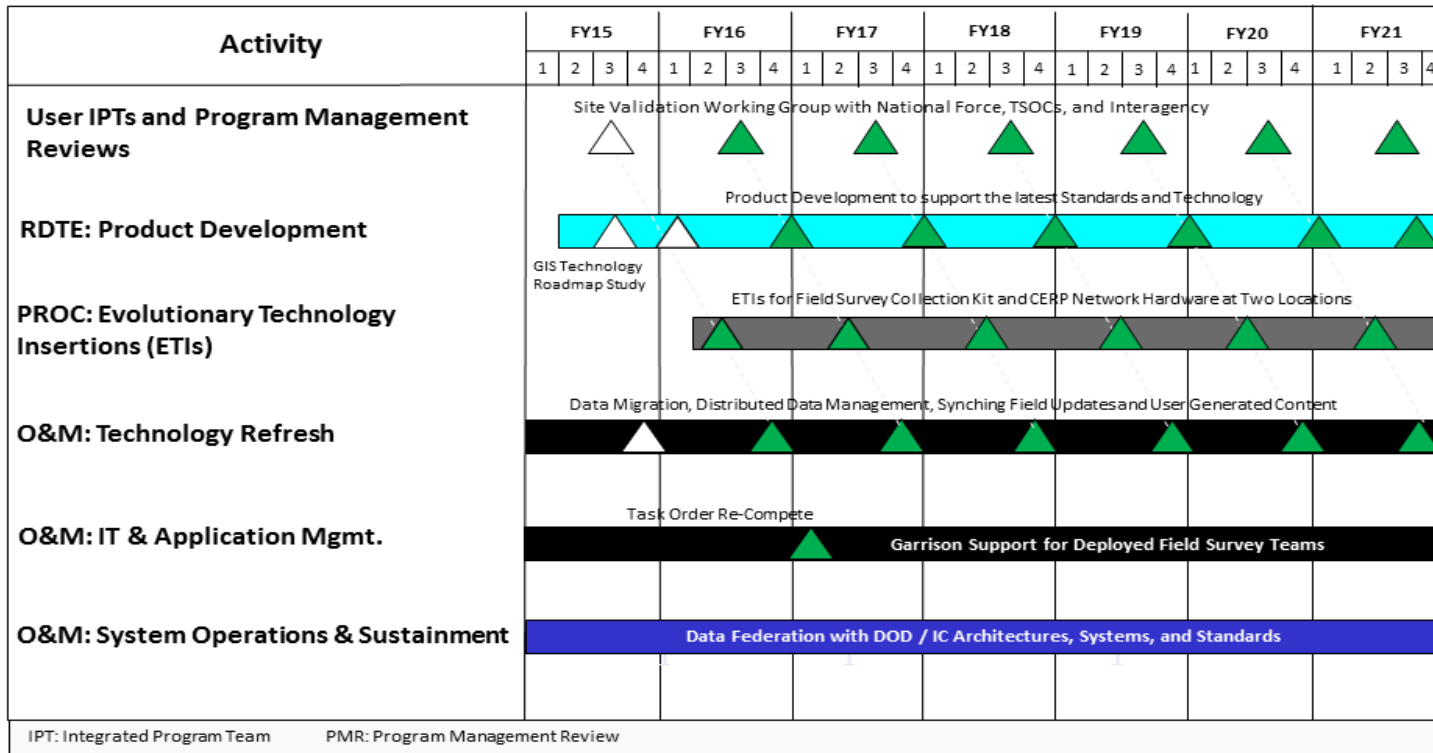 Activity
FY15 FY16 FY17 FY18 FY19 FY20 FY21
1 2 3 4 1 2 3 4 1 2 3 4 1 2 3 4 1 2 3 4 1 2 3 4 1 2 3 4
User IPTs and Program Management
Reviews
Site Validation Working Group with National Force, TSOCs, and Interagency
Product Development to support the latest Standards and Technology
RDTE: Product Development
GIS Technology
Roadmap Study
PROC: Evolutionary Technology
Insertions (ETIs)
ETIs for Field Survey Collection Kit and CERP Network Hardware at Two Locations
Data Migration, Distributed Data Management, Synching Field Updates and User Generated Content
O&M: Technology Refresh
Task Order Re-Compete
O&M: IT & Application Mgmt.
Garrison Support for Deployed Field Survey Teams
O&M: System Operations & Sustainment
Data Federation with DOD / IC Architectures, Systems, and Standards
IPT: Integrated Program Team PMR: Program Management Review